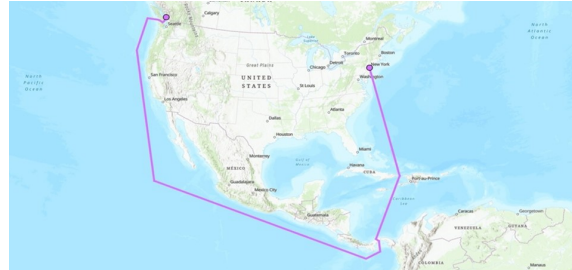 Calgary
Seattle
Montreal
Toronto
Boston
Detroit
Chicago
New York
Great Plains
UNITED
STATES
St Louis
Washington
North
Pacific
Ocean
North
Atlantic
Ocean
San Francisco
Los Angeles
Atlanta
Dallas
Houston
Monterrey
Miami
Gulf of
Havana
CUBA
MÉXICO
Guadalajara
Mexico City
Port-au-Prince
Caribbean
Guatemala
Caracas
Georgetown
VENEZUELA
GUYANA
COLOMBIA
Manaus